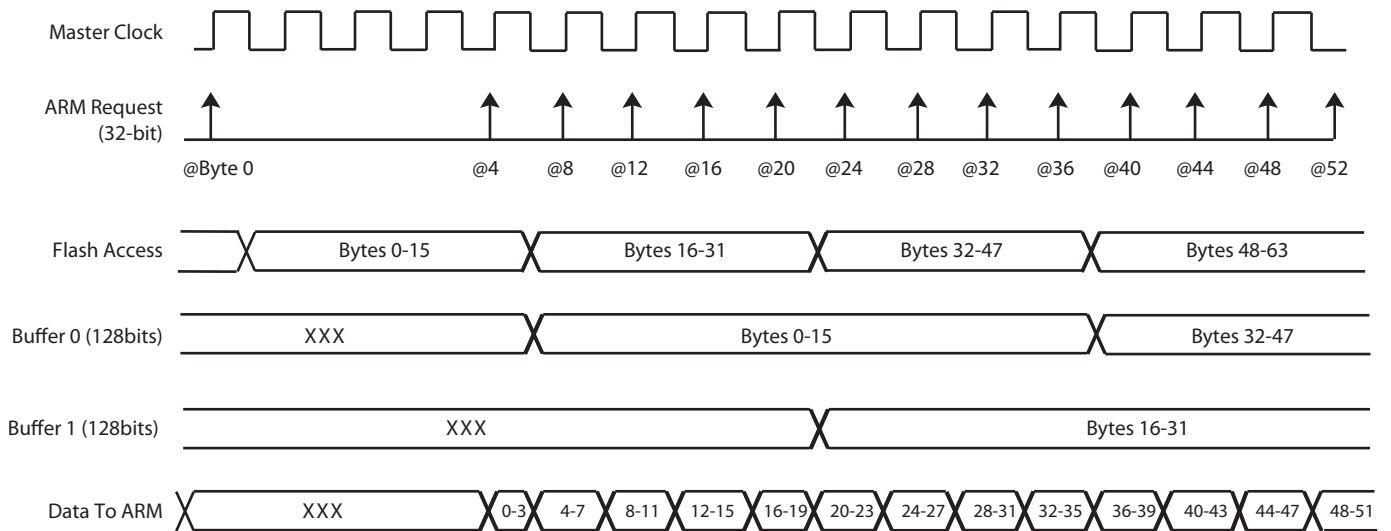 Master Clock
ARM Request
(32-bit)
@Byte 0 @4 @8 @12 @16 @20 @24 @28 @32 @36 @40 @44 @48 @52
Flash Access Bytes 0-15 Bytes 16-31 Bytes 32-47 Bytes 48-63
Buffer 0 (128bits) XXX Bytes 0-15 Bytes 32-47
Buffer 1 (128bits) XXX Bytes 16-31
Data To ARM XXX 0-3 4-7 8-11 12-15 16-19 20-23 24-27 28-31 32-35 36-39 40-43 44-47 48-51